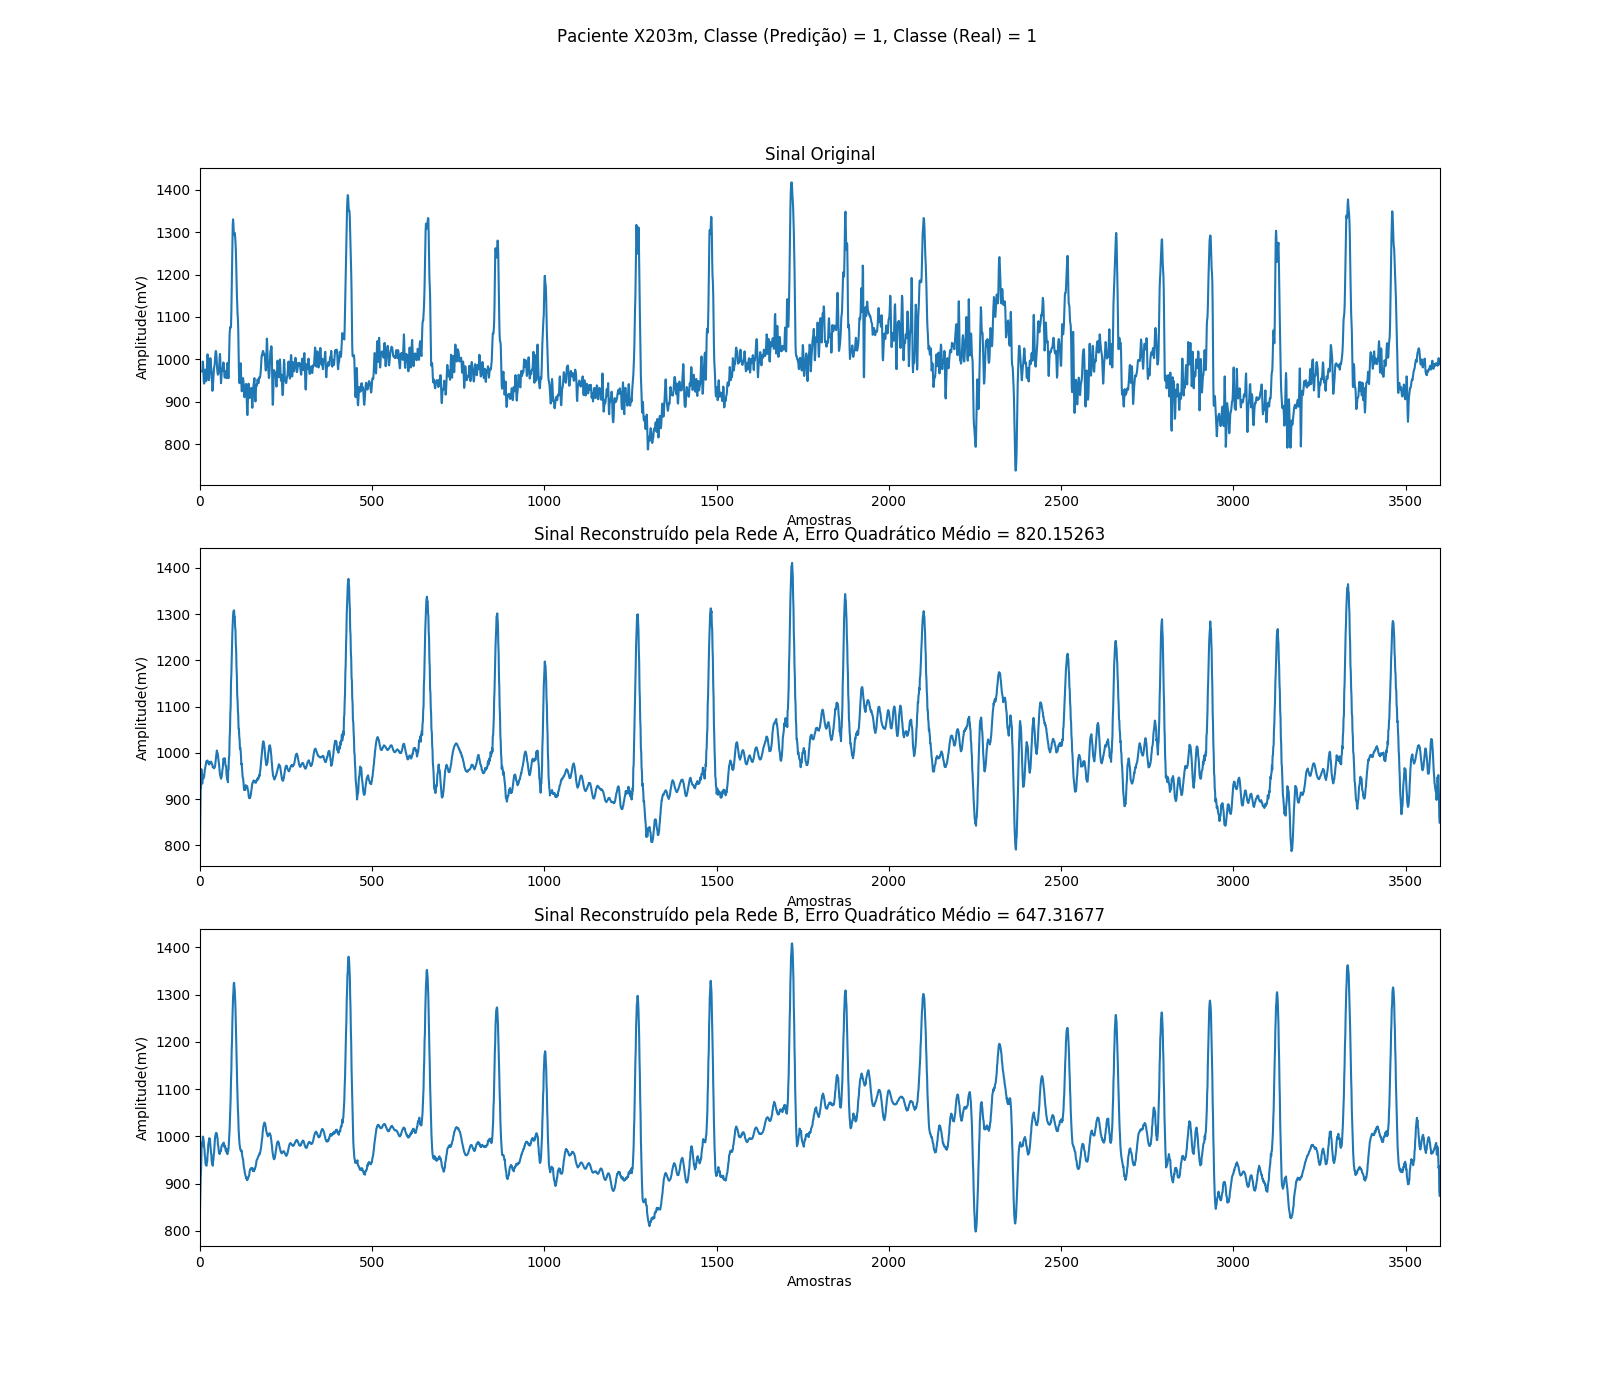 Paciente X203m, Classe (Predição) = 1, Classe (Real) = 1
Sinal Original
Amplitude(mV)
1400
1300
1200
1100
1000
900
800
0 500 1000 1500 2000 2500 3000 3500
Amostras
Sinal Reconstruído pela Rede A, Erro Quadrático Médio = 820.15263
Amplitude(mV)
1400
1300
1200
1100
1000
900
800
0 500 1000 1500 2000 2500 3000 3500
Amostras
Sinal Reconstruído pela Rede B, Erro Quadrático Médio = 647.31677
Amplitude(mV)
1400
1300
1200
1100
1000
900
800
0 500 1000 1500 2000 2500 3000 3500
Amostras